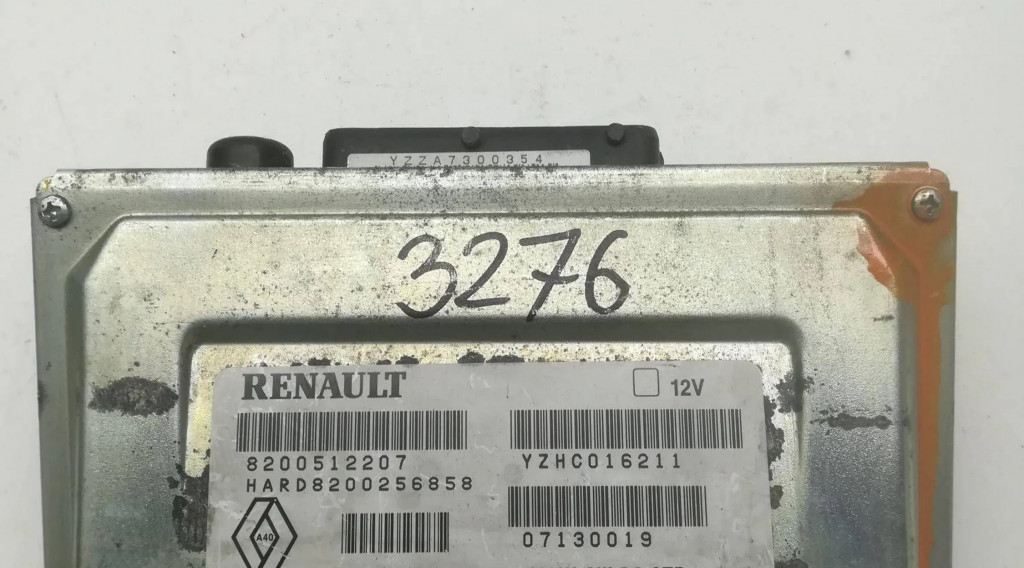 YZZA7300354
3276
RENAULT
12V
8200512207
YZHC016211
HARD8200256858
A40
07130019